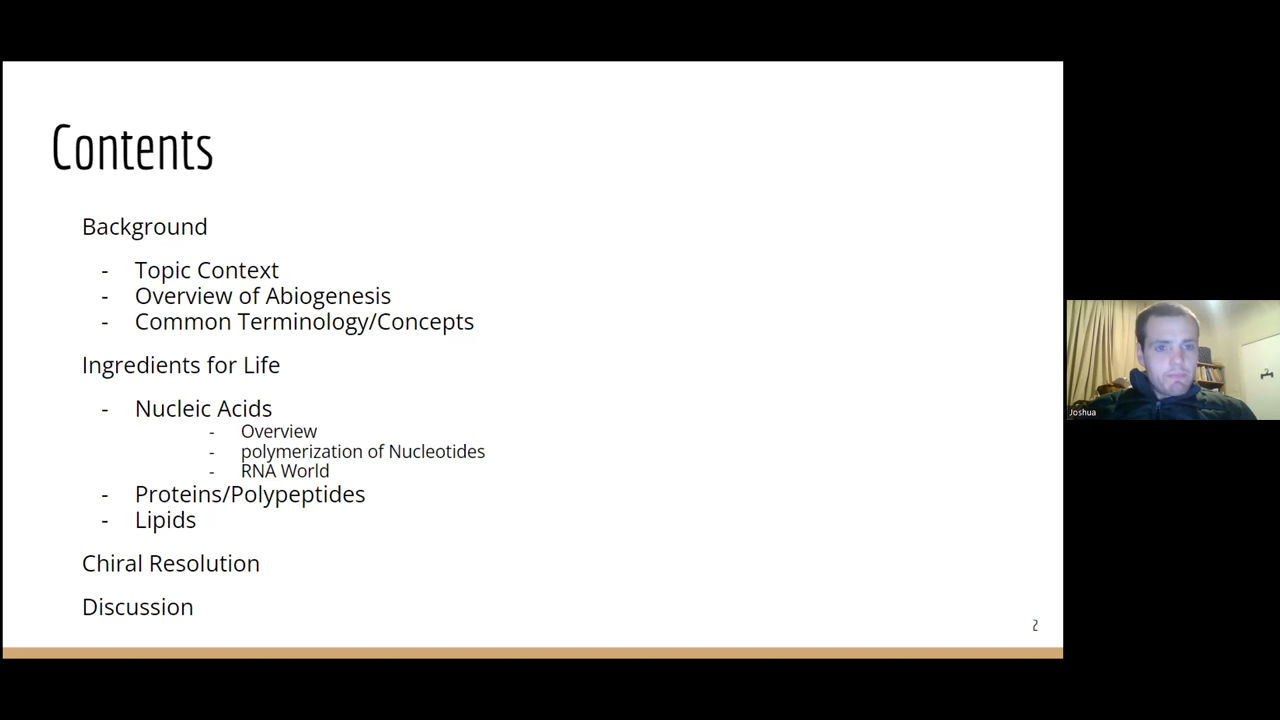 Contents
Background
- Topic Context
- Overview of Abiogenesis
- Common Terminology/Concepts
Ingredients for Life
- Nucleic Acids
- Overview
- polymerization of Nucleotides
- RNA World
- Proteins/Polypeptides
- Lipids
Chiral Resolution
Discussion
2
Joshua